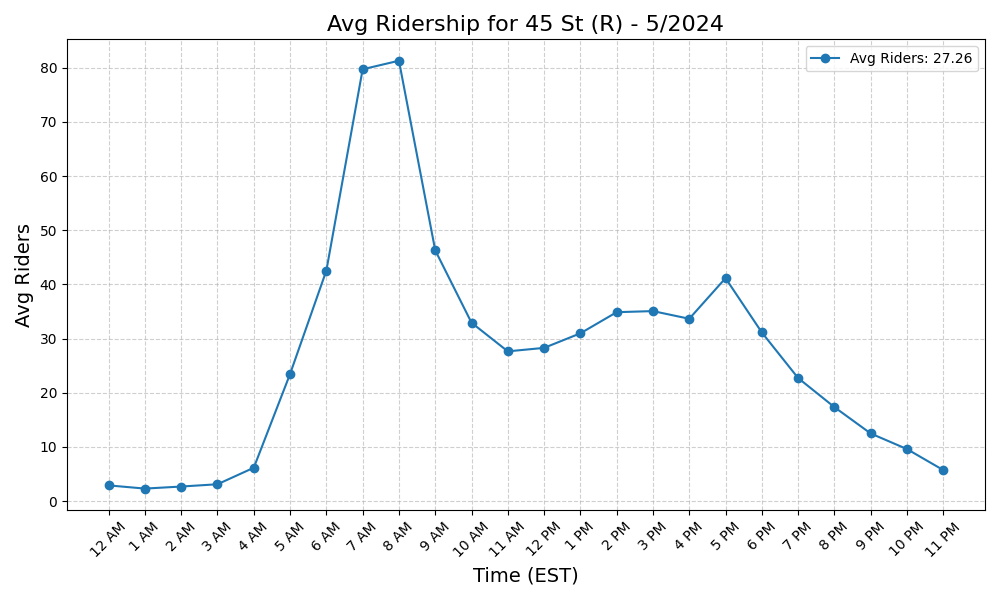 Avg Ridership for 45 St (R) - 5/2024
Avg Riders: 27.26
Avg Riders
80
70
60
50
40
30
20
10
0
12 AM
1 AM
2 AM
3 AM
4 AM
5 AM
6 AM
7 AM
8 AM
9 AM
10 AM
11 AM
12 PM
1 PM
2 PM
3 PM
4 PM
5 PM
6 PM
7 PM
8 PM
9 PM
10 PM
11 PM
Time (EST)